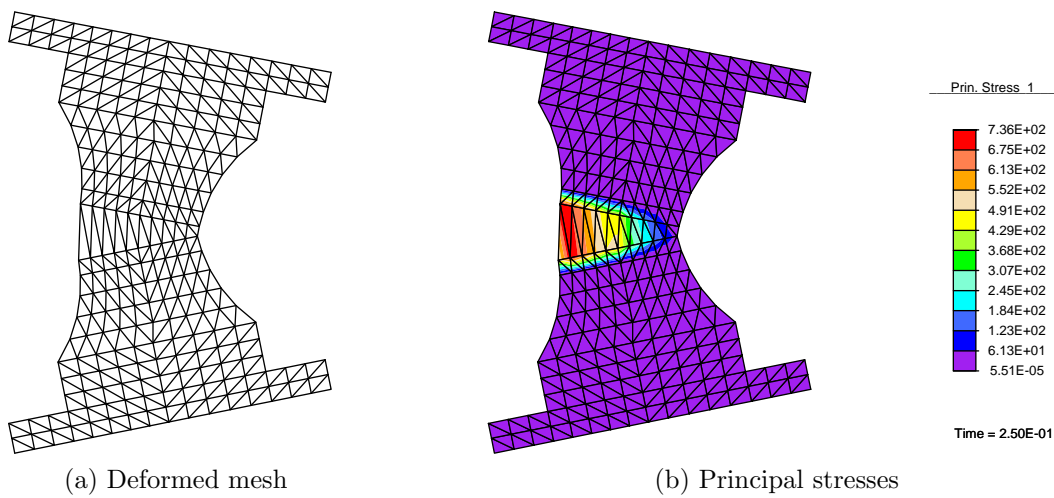 Prin. Stress 1
7.36E+02
6.75E+02
6.13E+02
5.52E+02
4.91E+02
4.29E+02
3.68E+02
3.07E+02
2.45E+02
1.84E+02
1.23E+02
6.13E+01
5.51E-05
Time = 2.50E-01
(a) Deformed mesh
(b) Principal stresses